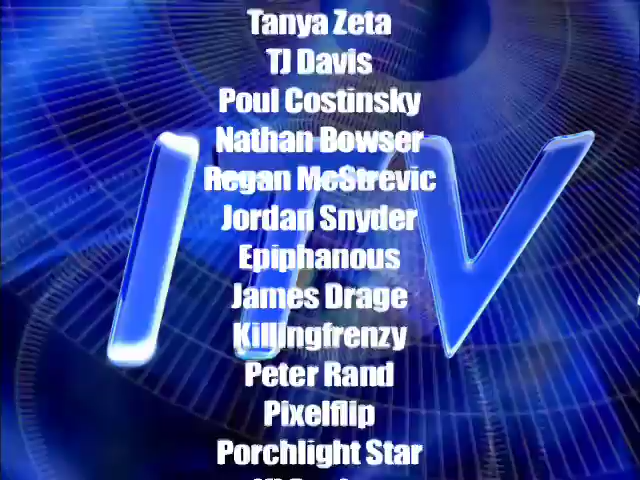 Tanya Zeta
TJ Davis
Poul Costinsky
Nathan Bowser
Regan McStrevic
Jordan Snyder
Epiphanous
James Drage
Killingfrenzy
Peter Rand
Pixelflip
Porchlight Star
ITV